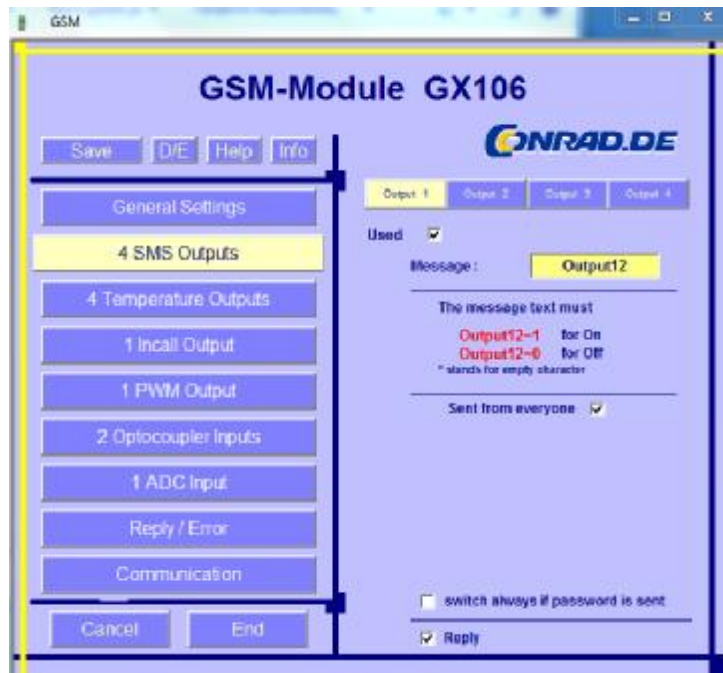 GSM
GSM-Module GX106
CONRAD.DE
Save D/E Help Info
General Settings
4 SMS Outputs
4 Temperature Outputs
1 Incall Output
1 PWM Output
2 Optocoupler Inputs
1 ADC Input
Reply / Error
Communication
Cancel End
Output 1 Output 2 Output 3 Output 4
Used
Message : Output12
The message text must
Output12~1 for On
Output12~0 for Off
* stands for empty character
Sent from everyone
switch always if password is sent
Reply